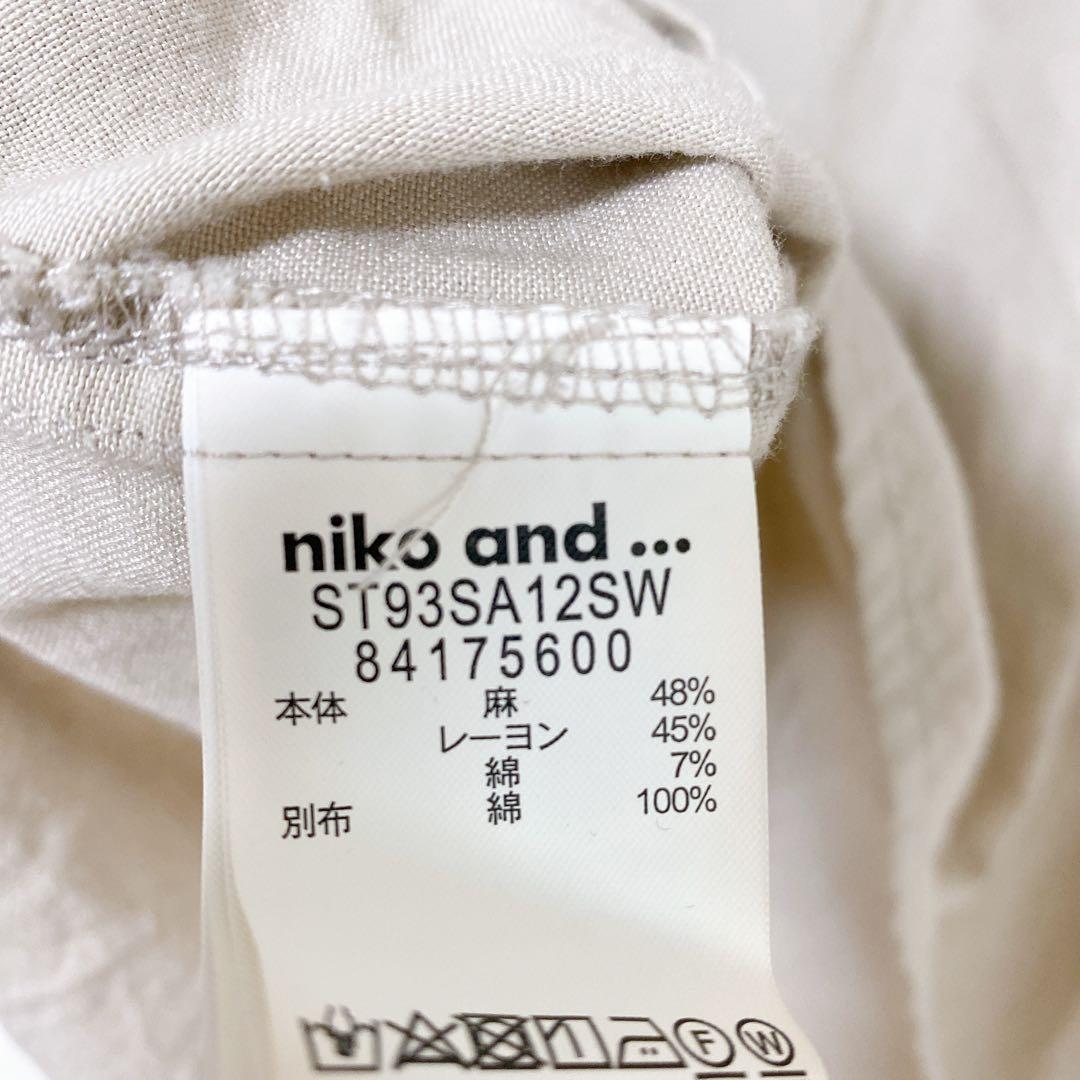 niko and ...
ST93SA12SW
84175600
本体 麻 48%
レーヨン 45%
綿 7%
別布 綿 100%
F W